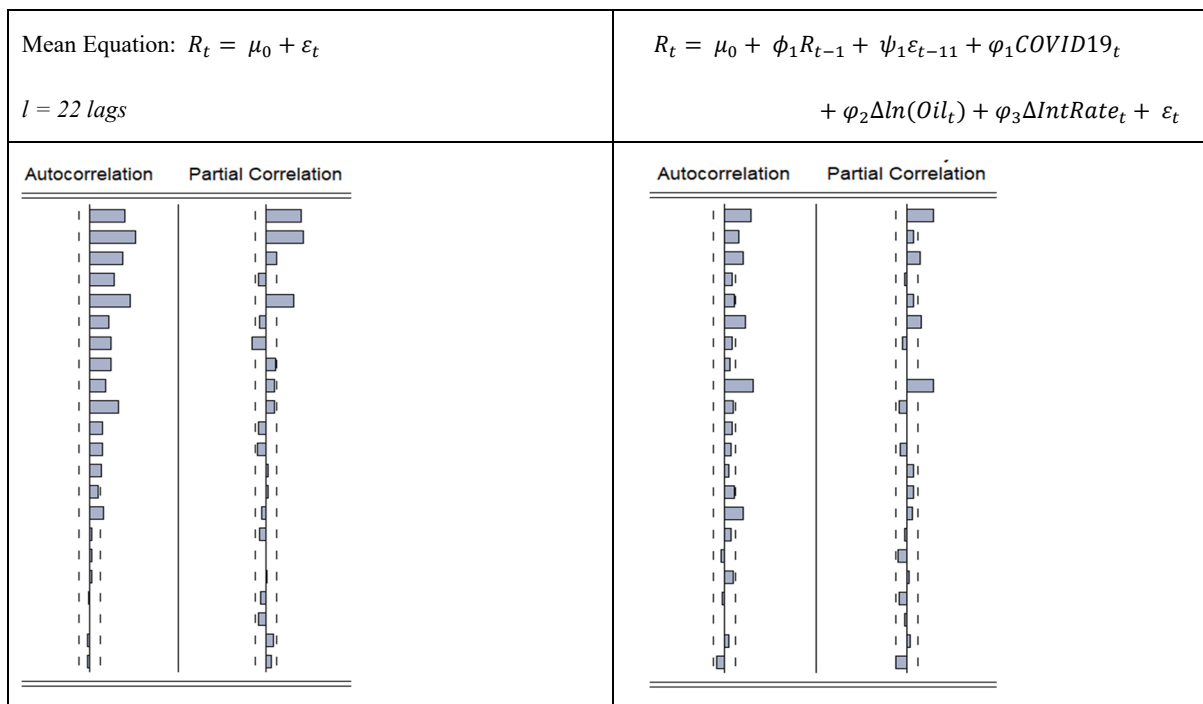 Mean Equation: R_t = μ_0 + ε_t
l = 22 lags
R_t = μ_0 + ϕ_1R_{t−1} + ψ_1ε_{t−11} + φ_1COVID19_t
+ φ_2Δln(Oil_t) + φ_3ΔIntRate_t + ε_t
Autocorrelation Partial Correlation
Autocorrelation Partial Correlation